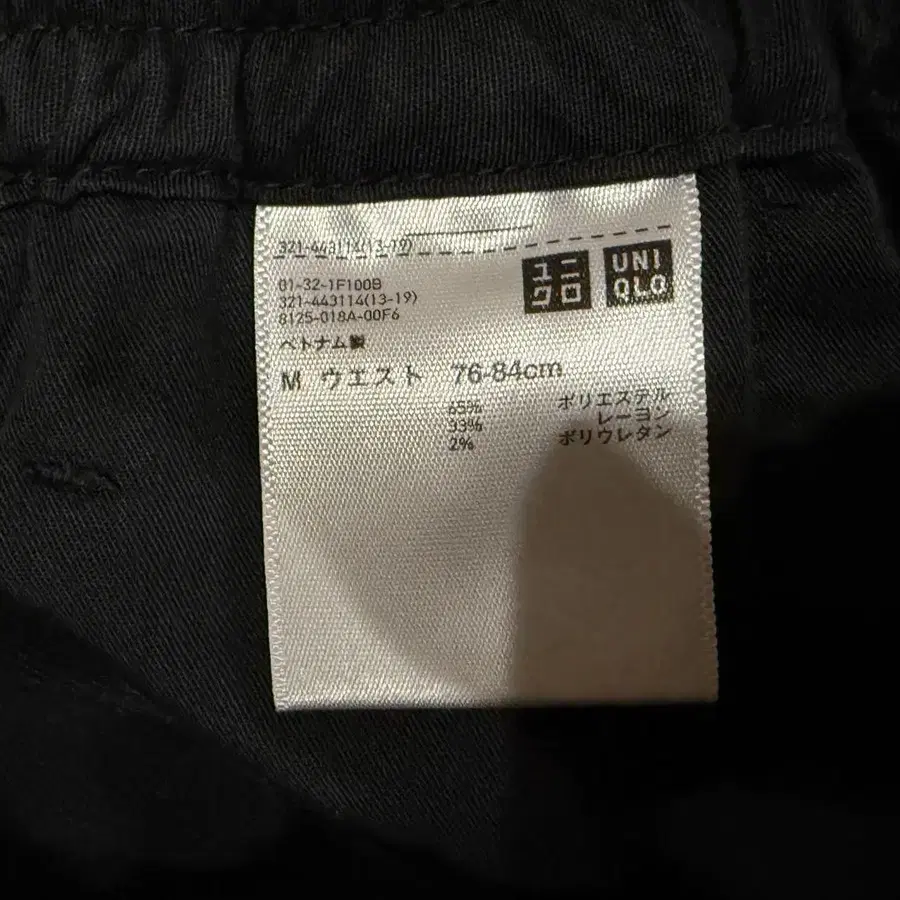 321-443114(13-19)
ユニクロ
UNIQLO
01-32-1F100B
321-443114(13-19)
8125-018A-00F6
ベトナム製
M ウエスト 76-84cm
65% ポリエステル
33% レーヨン
2% ポリウレタン